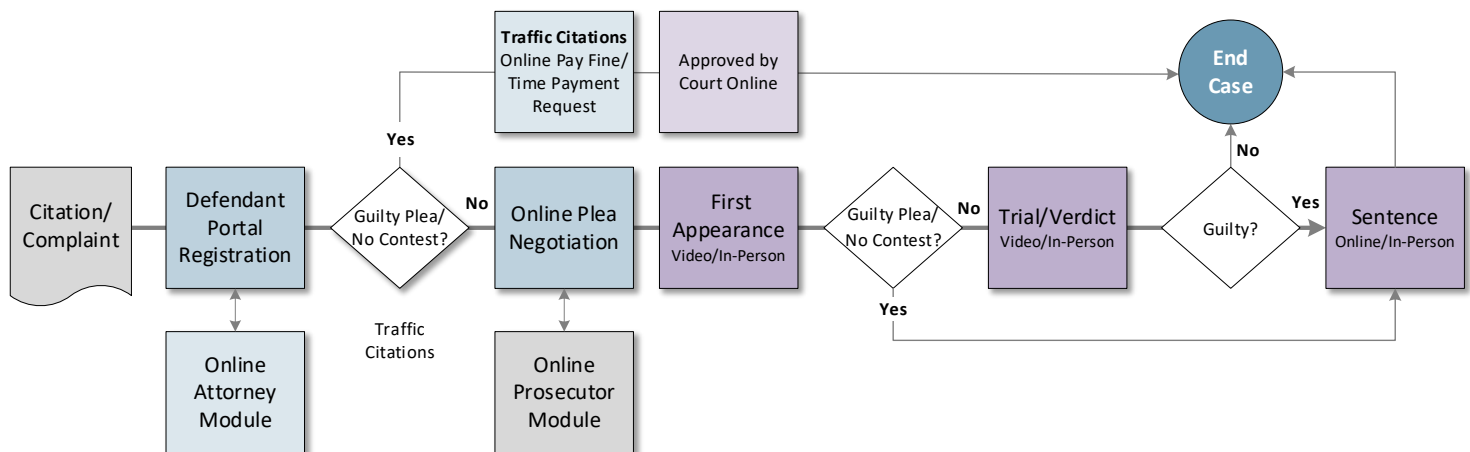 Traffic Citations
Online Pay Fine/
Time Payment
Request
Approved by
Court Online
End
Case
Yes
No
Citation/
Complaint
Defendant
Portal
Registration
Guilty Plea/
No Contest?
No
Online Plea
Negotiation
First
Appearance
Video/In-Person
Guilty Plea/
No Contest?
No
Trial/Verdict
Video/In-Person
Guilty?
Yes
Sentence
Online/In-Person
Yes
Traffic
Citations
Online
Attorney
Module
Online
Prosecutor
Module